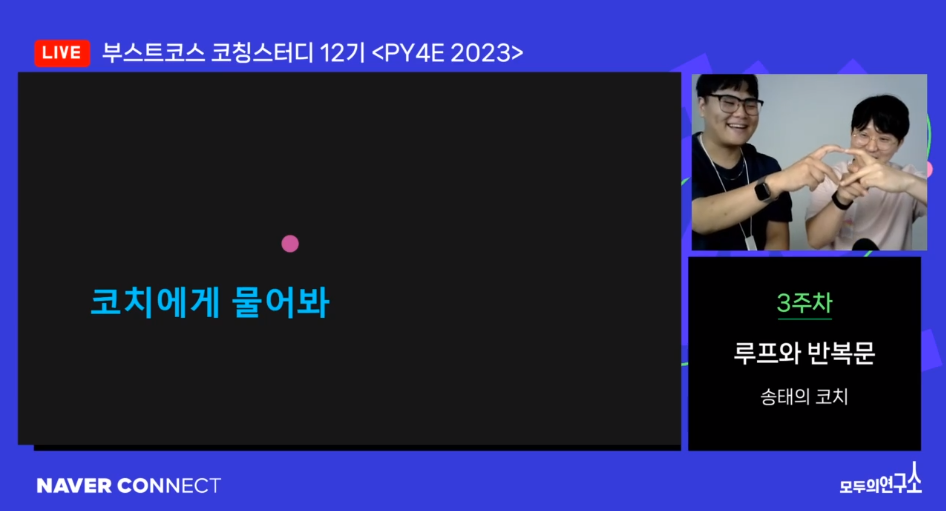 LIVE 부스트코스 코칭스터디 12기 <PY4E 2023>
코치에게 물어봐
3주차
루프와 반복문
송태의 코치
NAVER CONNECT
모두의연구소